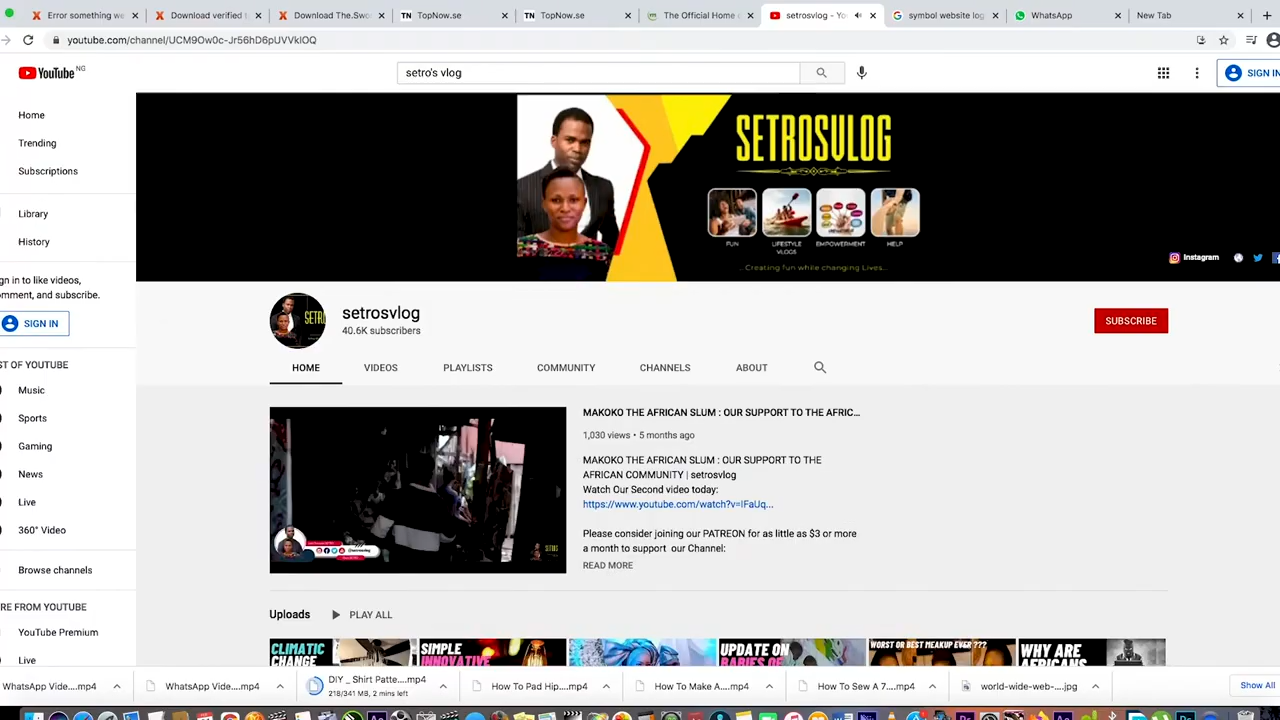 Error something we
Download verified t
Download The.Sw
TopNow.se
TopNow.se
The Official Home o
setrosvlog - Yo
symbol website log
WhatsApp
New Tab
youtube.com/channel/UCM9Ow0c-Jr56hD6pUVVkIOQ
YouTube NG
setro's vlog
SIGN IN
Home
Trending
Subscriptions
Library
History
gn in to like videos,
omment, and subscribe.
SIGN IN
ST OF YOUTUBE
Music
Sports
Gaming
News
Live
360° Video
Browse channels
RE FROM YOUTUBE
YouTube Premium
Live
SETROSVLOG
FUN
LIFESTYLE
VLOGS
EMPOWERMENT
HELP
... Creating fun while changing Lives...
Instagram
setrosvlog
40.6K subscribers
SUBSCRIBE
HOME
VIDEOS
PLAYLISTS
COMMUNITY
CHANNELS
ABOUT
MAKOKO THE AFRICAN SLUM : OUR SUPPORT TO THE AFRIC...
1,030 views • 5 months ago
MAKOKO THE AFRICAN SLUM : OUR SUPPORT TO THE
AFRICAN COMMUNITY | setrosvlog
Watch Our Second video today:
https://www.youtube.com/watch?v=IFaUq...
Please consider joining our PATREON for as little as $3 or more
a month to support our Channel:
READ MORE
Uploads
PLAY ALL
CLIMATIC
CHANGE
SIMPLE
INNOVATIVE
UPDATE ON
BABIES OF
WORST OR BEST MEAKUP EVER ???
WHY ARE
AFRICANS
WhatsApp Vide....mp4
WhatsApp Vid....mp4
DIY _ Shirt Patte....mp4
218/341 MB, 2 mins left
How To Pad Hip....mp4
How To Make A....mp4
How To Sew A 7....mp4
world-wide-web-....jpg
Show All